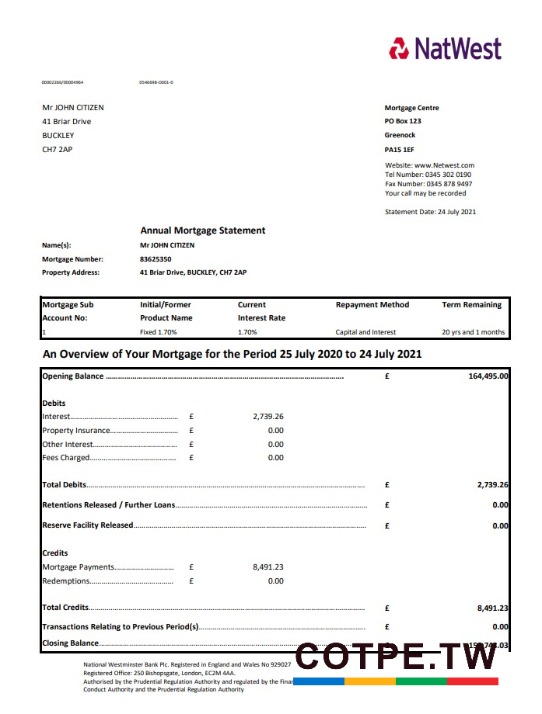 NatWest
00002266/00004964 0546698-0001-0
Mr JOHN CITIZEN
41 Briar Drive
BUCKLEY
CH7 2AP
Mortgage Centre
PO Box 123
Greenock
PA15 1EF
Website: www.Netwest.com
Tel Number: 0345 302 0190
Fax Number: 0345 878 9497
Your call may be recorded
Statement Date: 24 July 2021
Annual Mortgage Statement
Name(s): Mr JOHN CITIZEN
Mortgage Number: 83625350
Property Address: 41 Briar Drive, BUCKLEY, CH7 2AP
Mortgage Sub Initial/Former Current Repayment Method Term Remaining
Account No: Product Name Interest Rate
1 Fixed 1.70% 1.70% Capital and Interest 20 yrs and 1 months
An Overview of Your Mortgage for the Period 25 July 2020 to 24 July 2021
Opening Balance £ 164,495.00
Debits
Interest £ 2,739.26
Property Insurance £ 0.00
Other Interest £ 0.00
Fees Charged £ 0.00
Total Debits £ 2,739.26
Retentions Released / Further Loans £ 0.00
Reserve Facility Released £ 0.00
Credits
Mortgage Payments £ 8,491.23
Redemptions £ 0.00
Total Credits £ 8,491.23
Transactions Relating to Previous Period(s) £ 0.00
Closing Balance
COTPE.TW
National Westminster Bank Plc. Registered in England and Wales No 929027
Registered Office: 250 Bishopsgate, London, EC2M 4AA.
Authorised by the Prudential Regulation Authority and regulated by the
Conduct Authority and the Prudential Regulation Authority